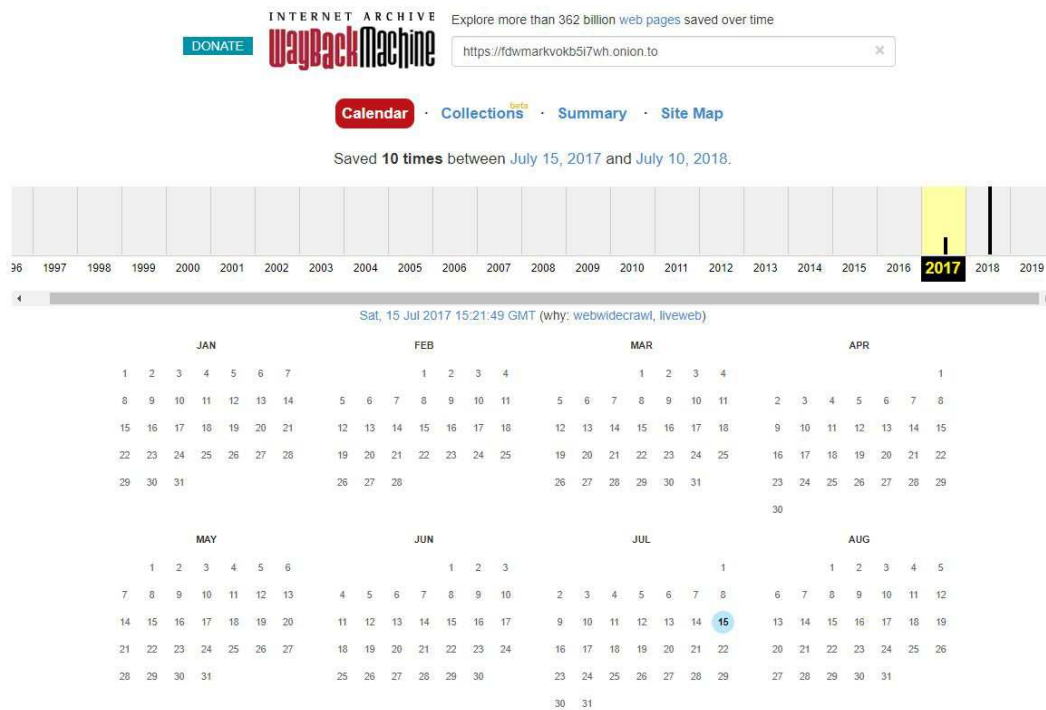 INTERNET ARCHIVE
WayBackMachine
DONATE
Explore more than 362 billion web pages saved over time
https://fdwmarkvokb5i7wh.onion.to ×
Calendar · Collections beta · Summary · Site Map
Saved 10 times between July 15, 2017 and July 10, 2018.
96 1997 1998 1999 2000 2001 2002 2003 2004 2005 2006 2007 2008 2009 2010 2011 2012 2013 2014 2015 2016 2017 2018 2019
Sat, 15 Jul 2017 15:21:49 GMT (why: webwidecrawl, liveweb)
JAN FEB MAR APR
1 2 3 4 5 6 7 1 2 3 4 1 2 3 4 1
8 9 10 11 12 13 14 5 6 7 8 9 10 11 5 6 7 8 9 10 11 2 3 4 5 6 7 8
15 16 17 18 19 20 21 12 13 14 15 16 17 18 12 13 14 15 16 17 18 9 10 11 12 13 14 15
22 23 24 25 26 27 28 19 20 21 22 23 24 25 19 20 21 22 23 24 25 16 17 18 19 20 21 22
29 30 31 26 27 28 26 27 28 29 30 31 23 24 25 26 27 28 29
30
MAY JUN JUL AUG
1 2 3 4 5 6 1 2 3 1 1 2 3 4 5
7 8 9 10 11 12 13 4 5 6 7 8 9 10 2 3 4 5 6 7 8 6 7 8 9 10 11 12
14 15 16 17 18 19 20 11 12 13 14 15 16 17 9 10 11 12 13 14 15 13 14 15 16 17 18 19
21 22 23 24 25 26 27 18 19 20 21 22 23 24 16 17 18 19 20 21 22 20 21 22 23 24 25 26
28 29 30 31 25 26 27 28 29 30 23 24 25 26 27 28 29 27 28 29 30 31
30 31